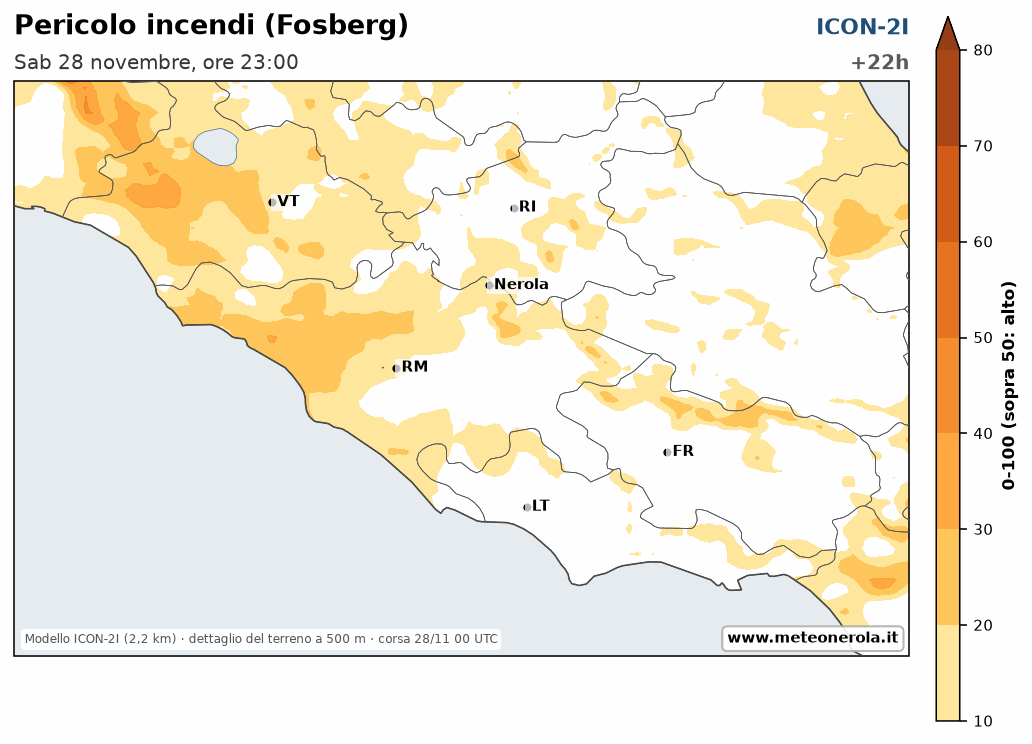 Pericolo incendi (Fosberg)
ICON-2I
Sab 28 novembre, ore 23:00
+22h
80
70
60
50
40
30
20
10
0-100 (sopra 50: alto)
VT
RI
Nerola
RM
FR
LT
Modello ICON-2I (2,2 km) · dettaglio del terreno a 500 m · corsa 28/11 00 UTC
www.meteonerola.it